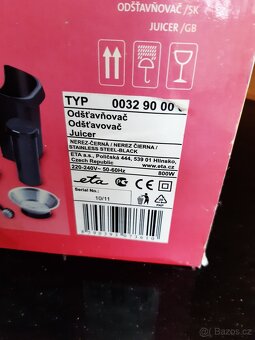 ODŠŤAVŇOVAČ/SK
JUICER/GB
TYP 0032 90 00
Odšťavňovač
Odšťavovač
Juicer
NEREZ-ČERNÁ / NEREZ ČIERNA /
STAINLESS STEEL-BLACK
ETA a.s., Poličská 444, 539 01 Hlinsko,
Czech Republic www.eta.cz
220-240V~ 50-60Hz 800W
eta CE
Serial No.:
10/11
bazos.cz